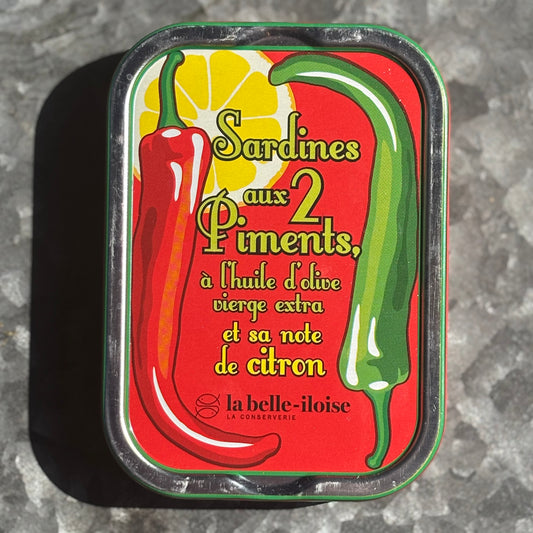 Sardines
aux 2
Piments,
à l'huile d'olive
vierge extra
et sa note
de citron
la belle-iloise
LA CONSERVERIE